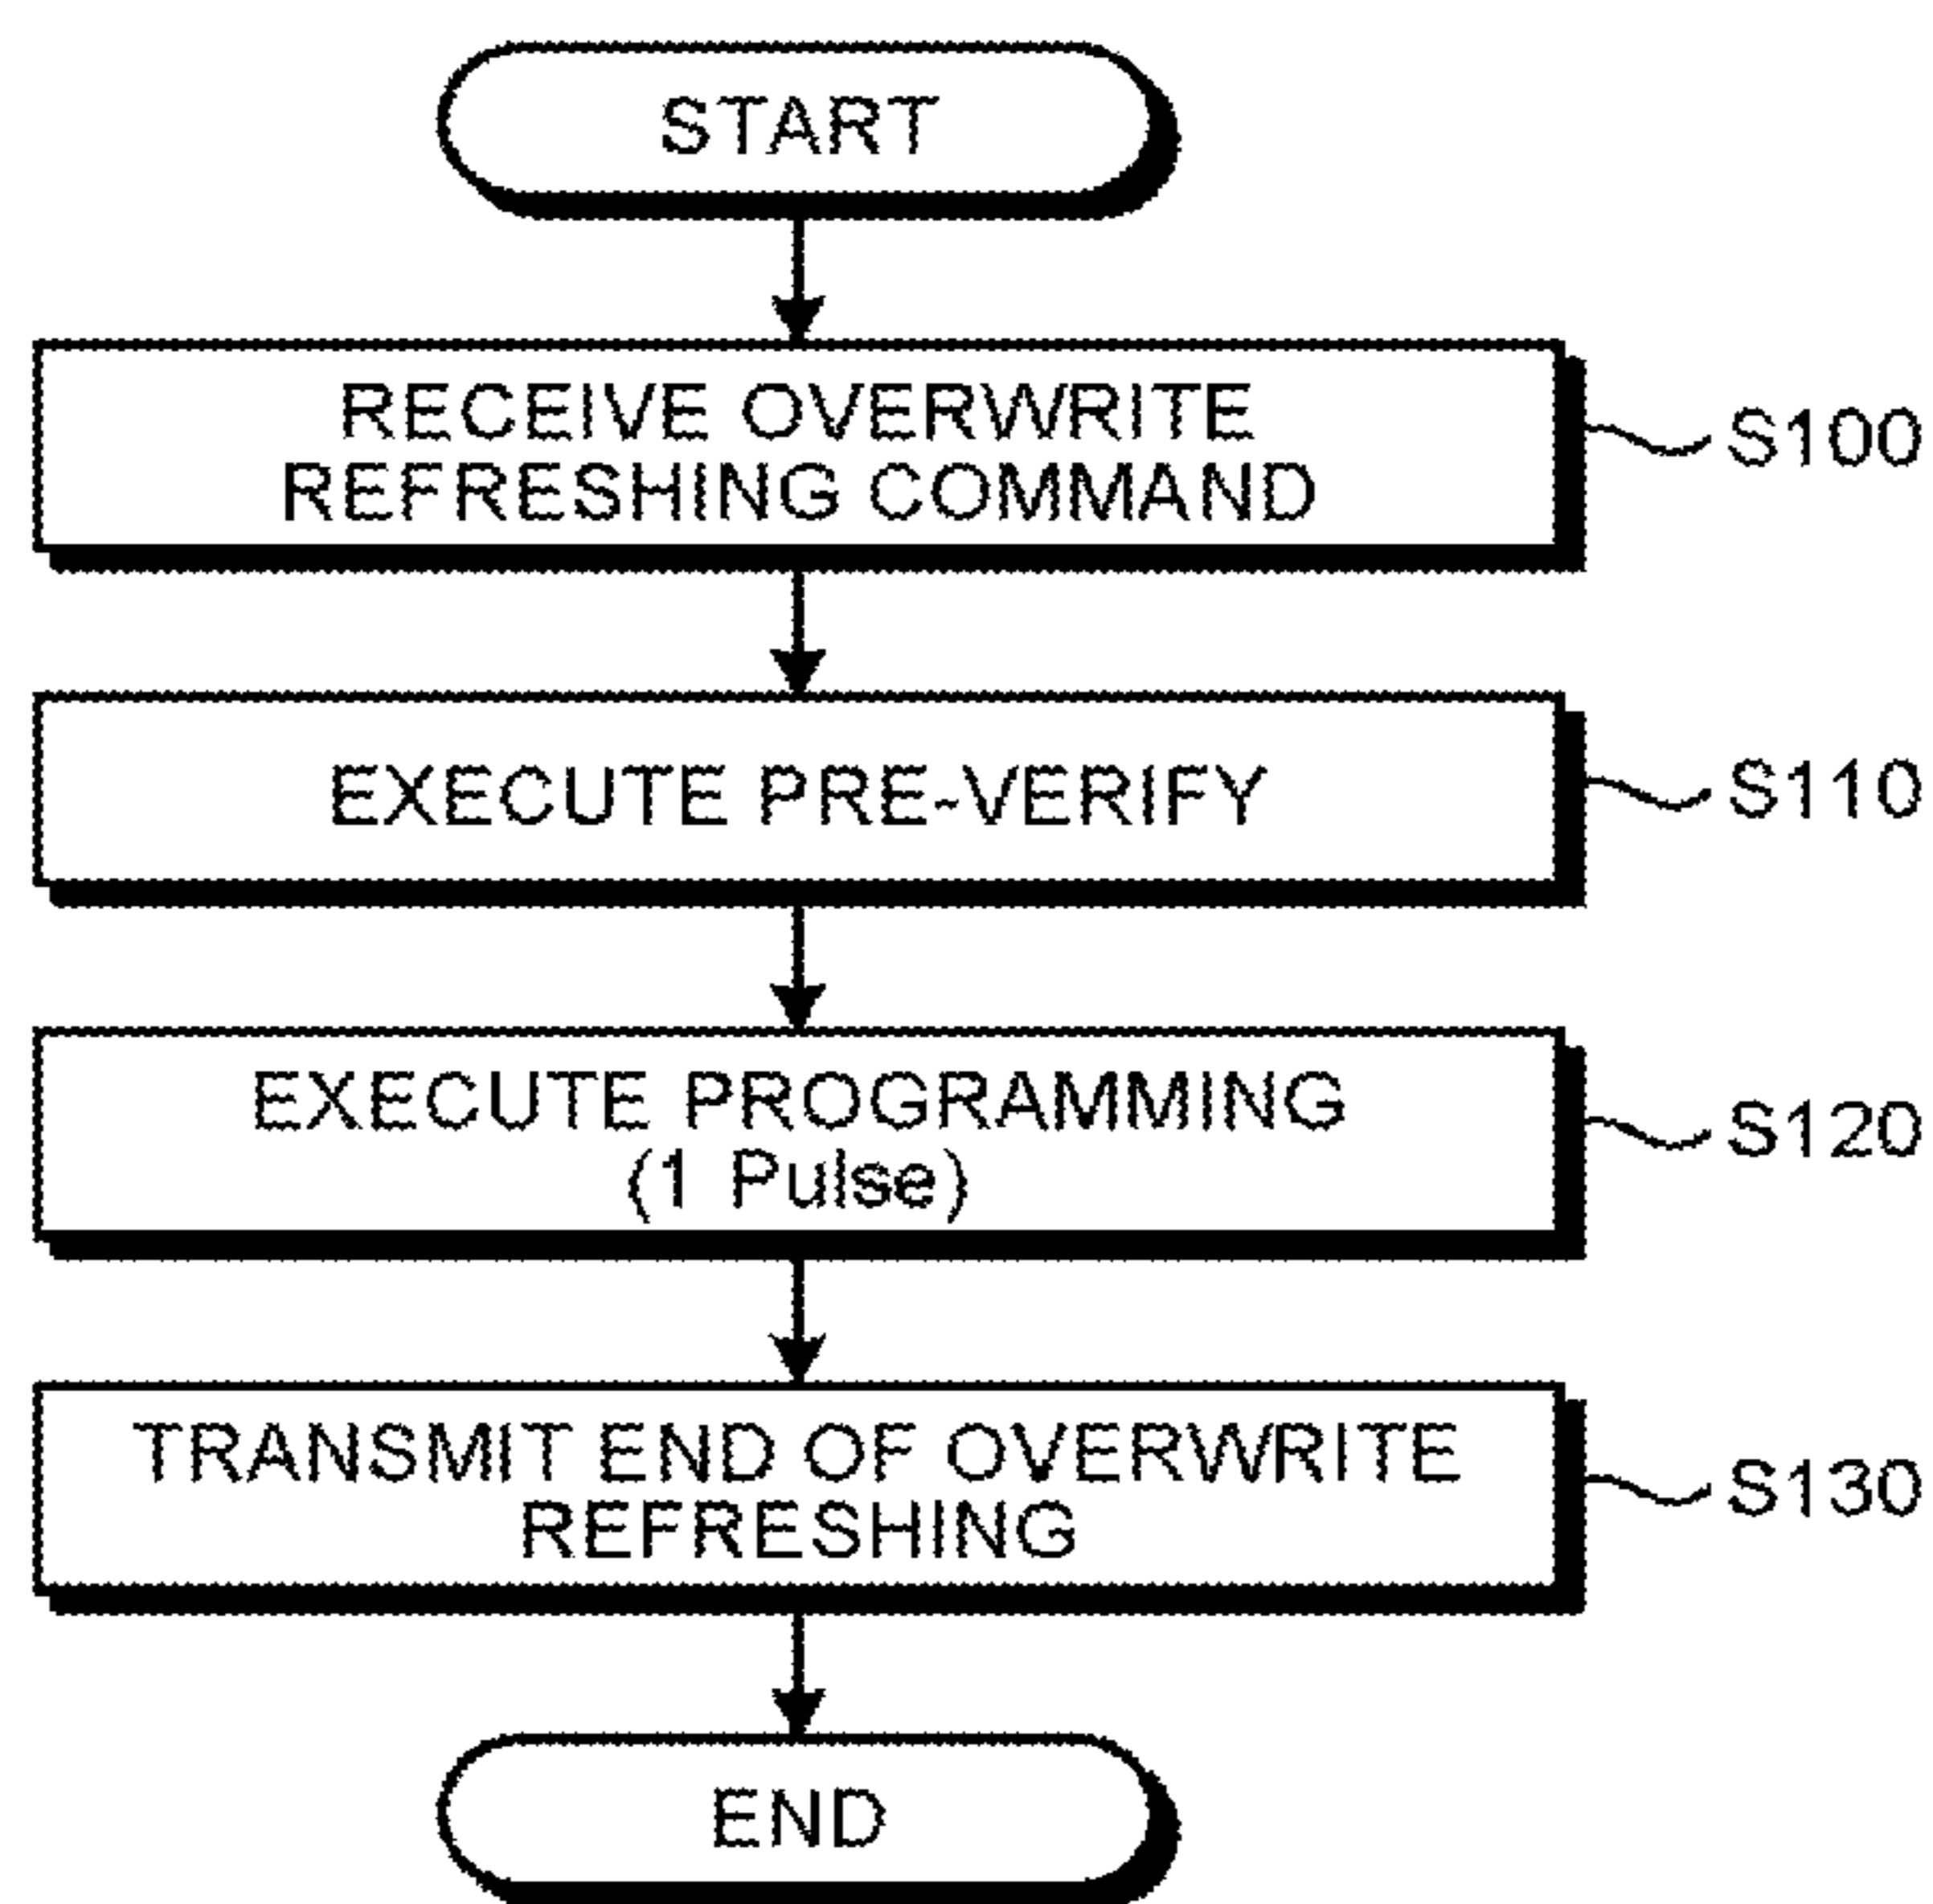 START
RECEIVE OVERWRITE
REFRESHING COMMAND
S100
EXECUTE PRE-VERIFY
S110
EXECUTE PROGRAMMING
(1 Pulse)
S120
TRANSMIT END OF OVERWRITE
REFRESHING
S130
END